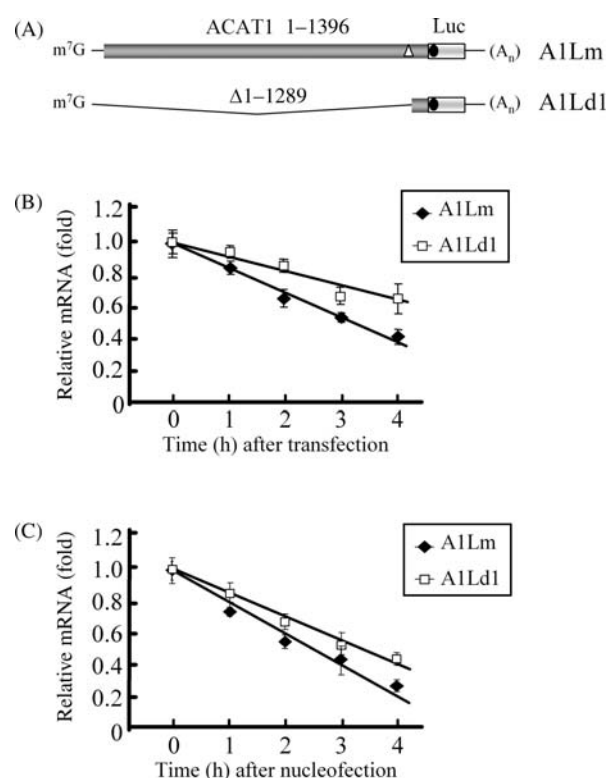 (A)
ACAT1 1–1396
Luc
m⁷G
(Aₙ)
A1Lm
Δ1–1289
m⁷G
(Aₙ)
A1Ld1
(B)
Relative mRNA (fold)
1.2
1.0
0.8
0.6
0.4
0.2
0
0 1 2 3 4
Time (h) after transfection
A1Lm
A1Ld1
(C)
Relative mRNA (fold)
1.2
1.0
0.8
0.6
0.4
0.2
0
0 1 2 3 4
Time (h) after nucleofection
A1Lm
A1Ld1